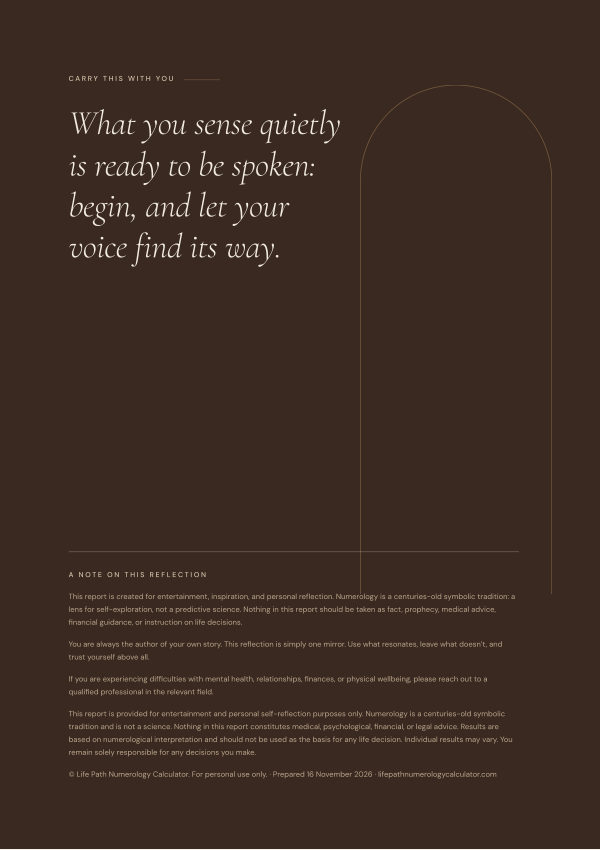 CARRY THIS WITH YOU
What you sense quietly
is ready to be spoken:
begin, and let your
voice find its way.
A NOTE ON THIS REFLECTION
This report is created for entertainment, inspiration, and personal reflection. Numerology is a centuries-old symbolic tradition: a
lens for self-exploration, not a predictive science. Nothing in this report should be taken as fact, prophecy, medical advice,
financial guidance, or instruction on life decisions.
You are always the author of your own story. This reflection is simply one mirror. Use what resonates, leave what doesn't, and
trust yourself above all.
If you are experiencing difficulties with mental health, relationships, finances, or physical wellbeing, please reach out to a
qualified professional in the relevant field.
This report is provided for entertainment and personal self-reflection purposes only. Numerology is a centuries-old symbolic
tradition and is not a science. Nothing in this report constitutes medical, psychological, financial, or legal advice. Results are
based on numerological interpretation and should not be used as the basis for any life decision. Individual results may vary. You
remain solely responsible for any decisions you make.
© Life Path Numerology Calculator. For personal use only. · Prepared 16 November 2026 · lifepathnumerologycalculator.com